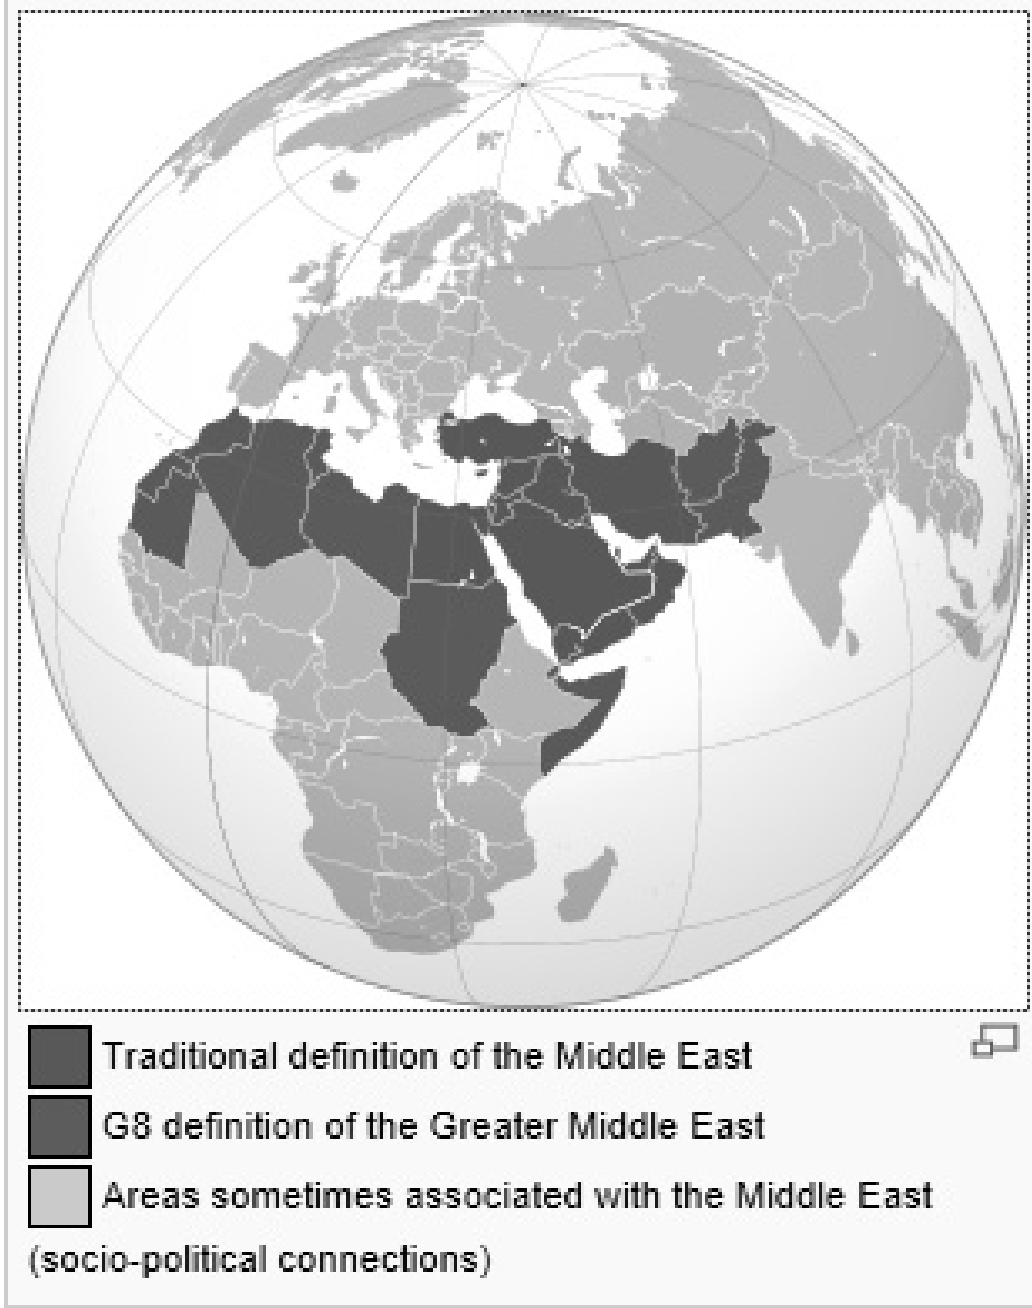 Traditional definition of the Middle East
G8 definition of the Greater Middle East
Areas sometimes associated with the Middle East
(socio-political connections)